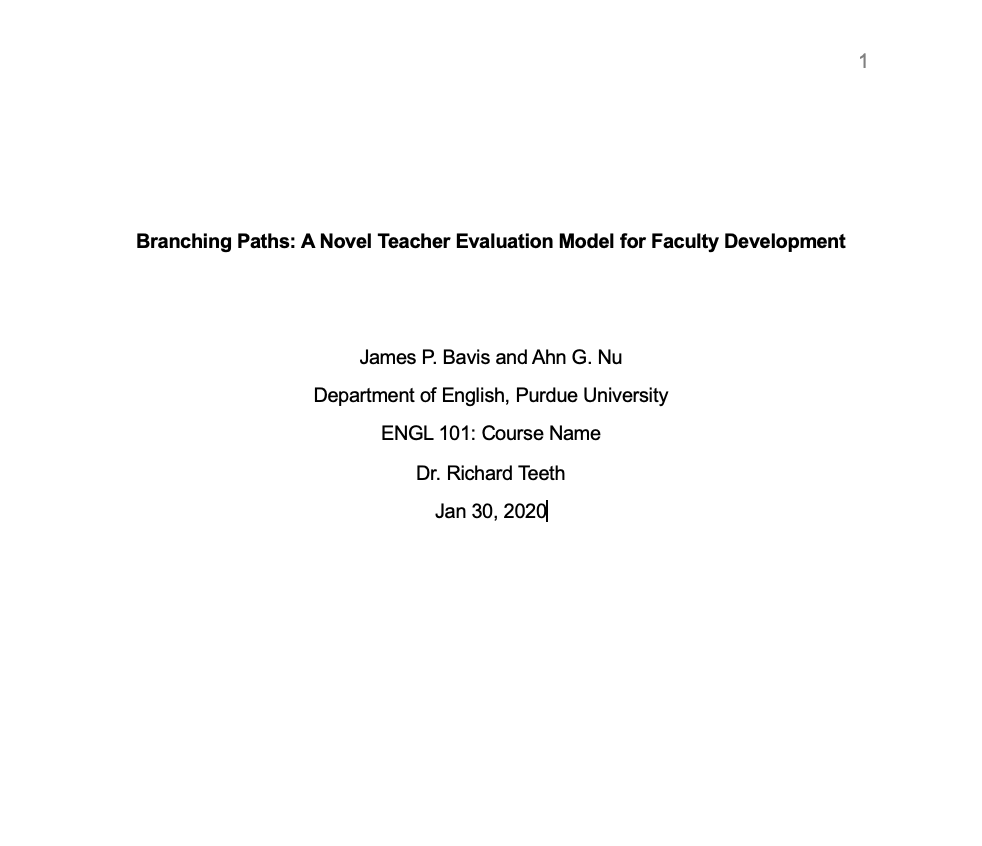 1
Branching Paths: A Novel Teacher Evaluation Model for Faculty Development
James P. Bavis and Ahn G. Nu
Department of English, Purdue University
ENGL 101: Course Name
Dr. Richard Teeth
Jan 30, 2020